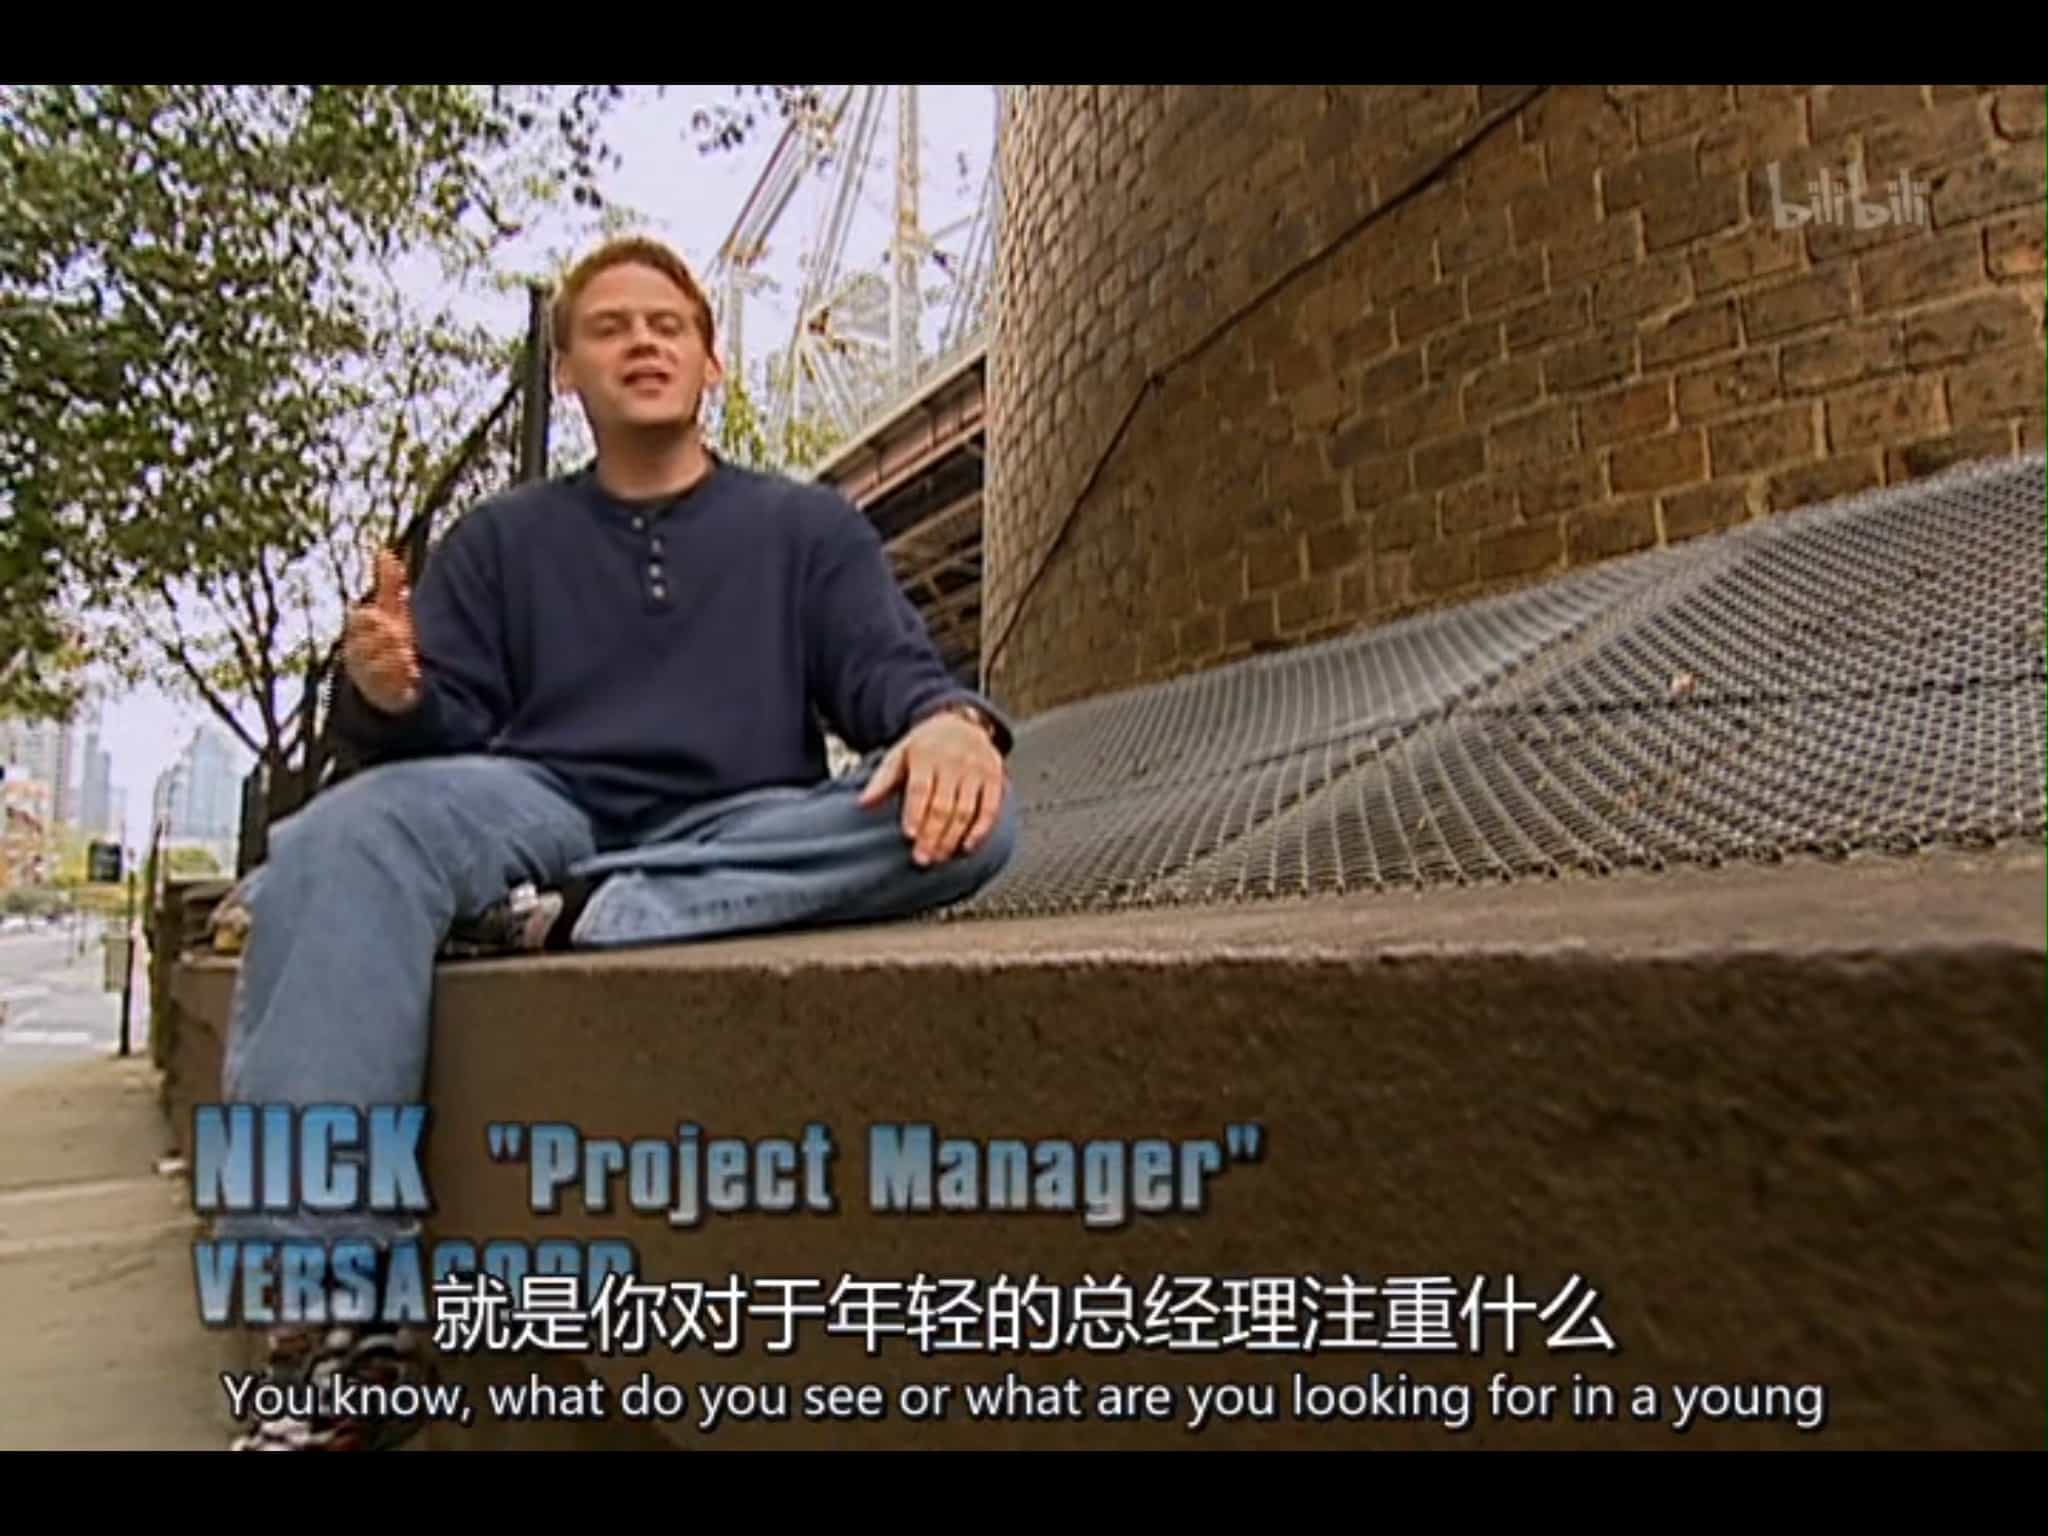 bilibili
NICK "Project Manager"
VERSACORP
就是你对于年轻的总经理注重什么
You know, what do you see or what are you looking for in a young